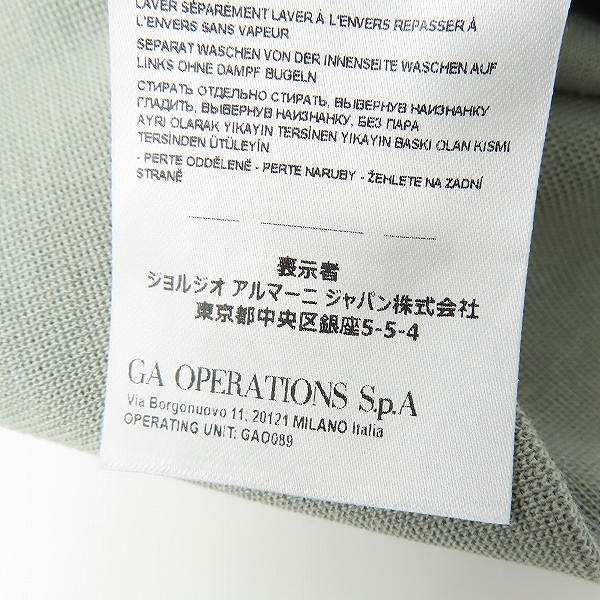 LAVER SÉPARÉMENT LAVER À L'ENVERS REPASSER À
L'ENVERS SANS VAPEUR
SEPARAT WASCHEN VON DER INNENSEITE WASCHEN AUF
LINKS OHNE DAMPF BUGELN
СТИРАТЬ ОТДЕЛЬНО СТИРАТЬ, ВЫВЕРНУВ НАИЗНАНКУ
ГЛАДИТЬ, ВЫВЕРНУВ НАИЗНАНКУ, БЕЗ ПАРА
AYRI OLARAK YIKAYIN TERSİNEN YIKAYIN BASKI OLAN KISMI
TERSİNDEN ÜTÜLEYİN
- PERTE ODDĚLENĚ - PERTE NARUBY - ŽEHLETE NA ZADNÍ
STRANĚ
表示者
ジョルジオ アルマーニ ジャパン株式会社
東京都中央区銀座5-5-4
GA OPERATIONS S.p.A
Via Borgonuovo 11, 20121 MILANO Italia
OPERATING UNIT: GAO089